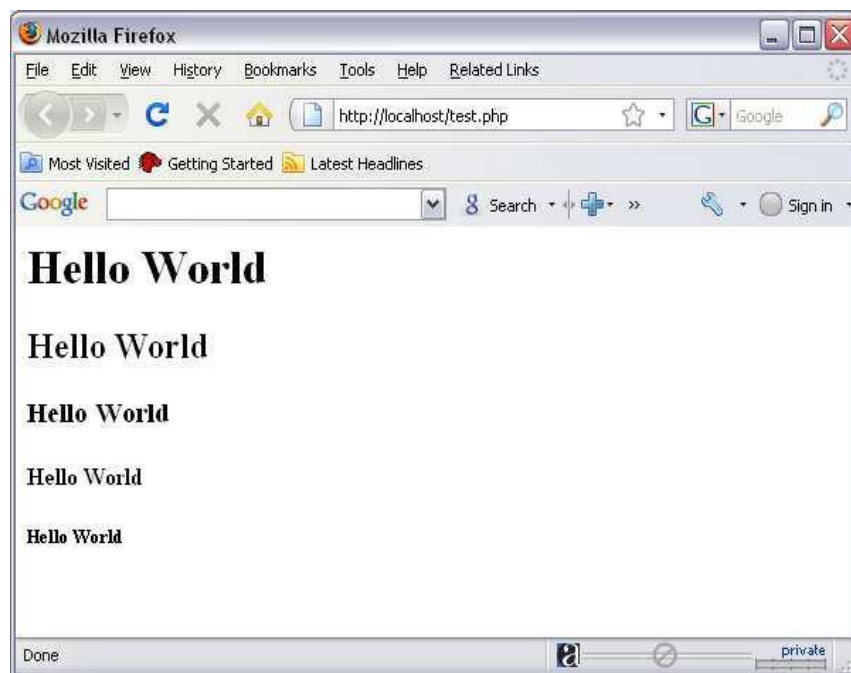 Mozilla Firefox
File Edit View History Bookmarks Tools Help Related Links
http://localhost/test.php G Google
Most Visited Getting Started Latest Headlines
Google g Search » Sign in
Hello World
Hello World
Hello World
Hello World
Hello World
Done a private